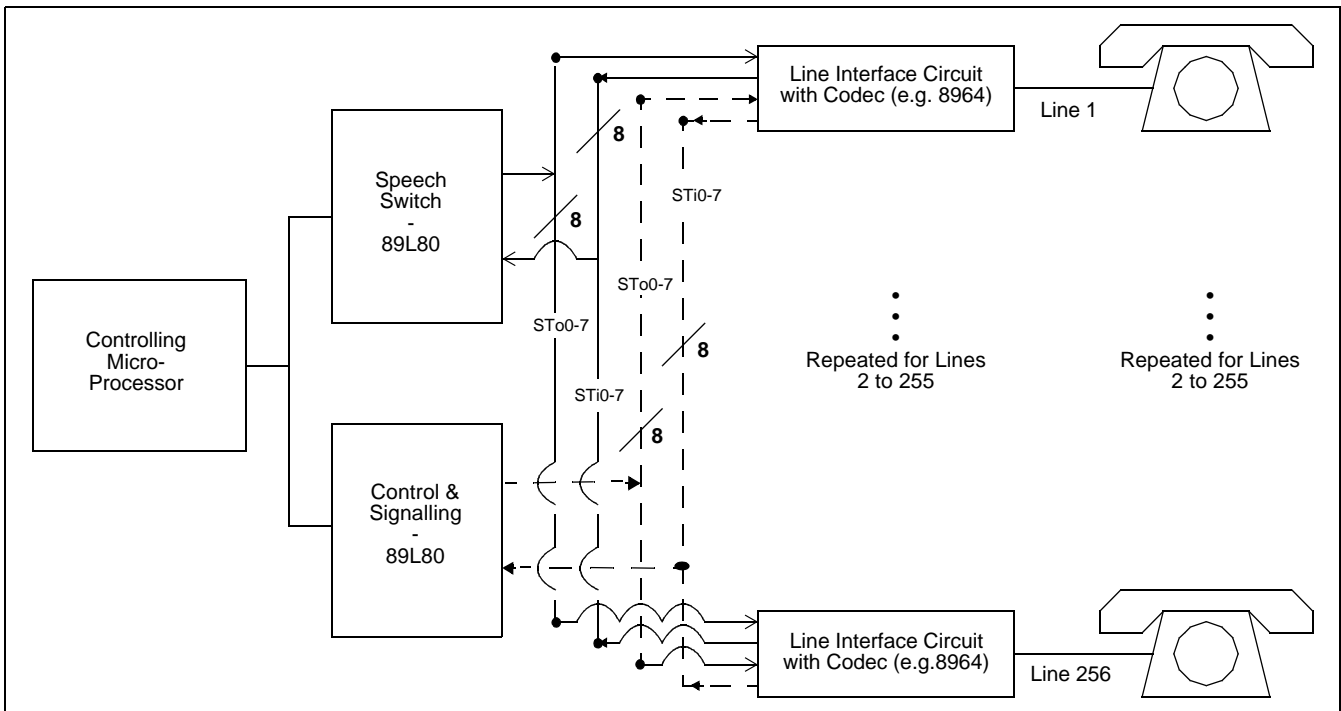 Line Interface Circuit
with Codec (e.g. 8964)
Line 1
8
Speech
Switch
-
89L80
8
STi0-7
STo0-7
STo0-7
8
Controlling
Micro-
Processor
STi0-7
8
Repeated for Lines
2 to 255
Repeated for Lines
2 to 255
Control &
Signalling
-
89L80
Line Interface Circuit
with Codec (e.g.8964)
Line 256